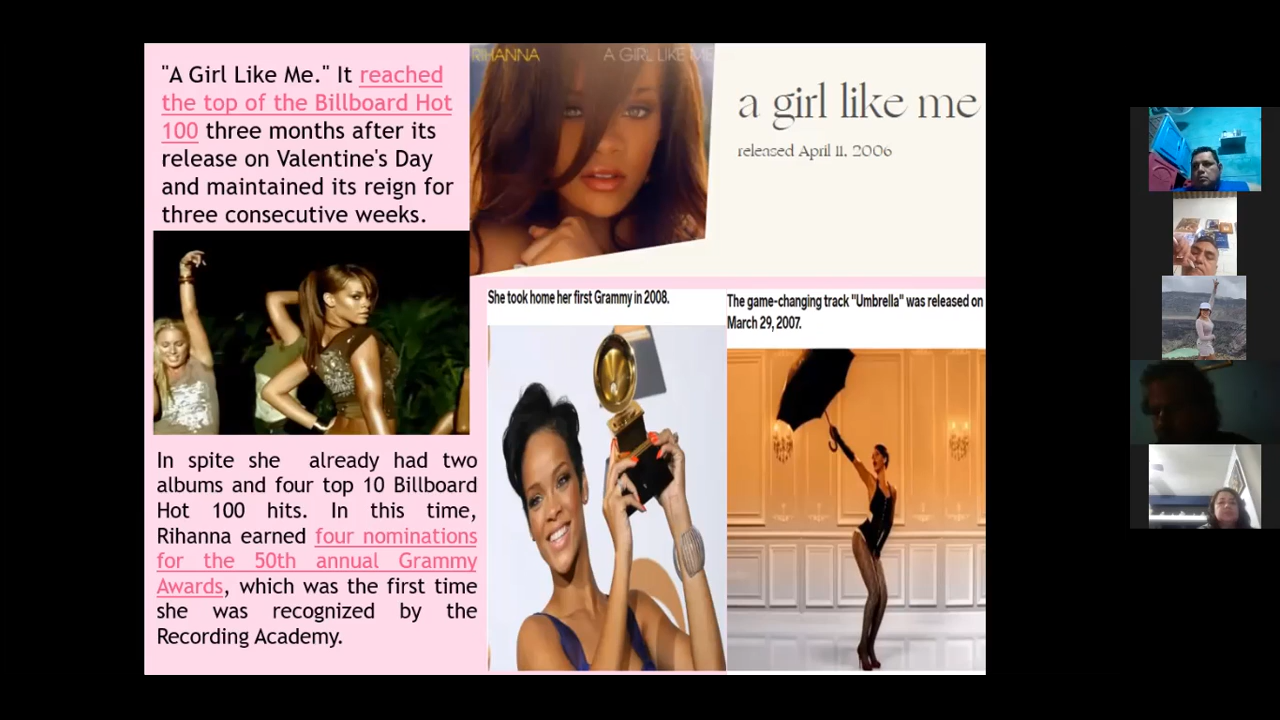 "A Girl Like Me." It reached
the top of the Billboard Hot
100 three months after its
release on Valentine's Day
and maintained its reign for
three consecutive weeks.
RIHANNA A GIRL LIKE ME
a girl like me
released April 11, 2006
In spite she already had two
albums and four top 10 Billboard
Hot 100 hits. In this time,
Rihanna earned four nominations
for the 50th annual Grammy
Awards, which was the first time
she was recognized by the
Recording Academy.
She took home her first Grammy in 2008.
The game-changing track "Umbrella" was released on
March 29, 2007.